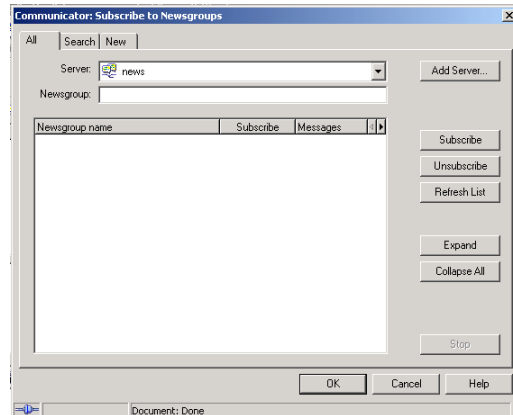 Communicator: Subscribe to Newsgroups
All Search New
Server: news Add Server...
Newsgroup:
Newsgroup name Subscribe Messages
Subscribe
Unsubscribe
Refresh List
Expand
Collapse All
Stop
OK Cancel Help
Document: Done